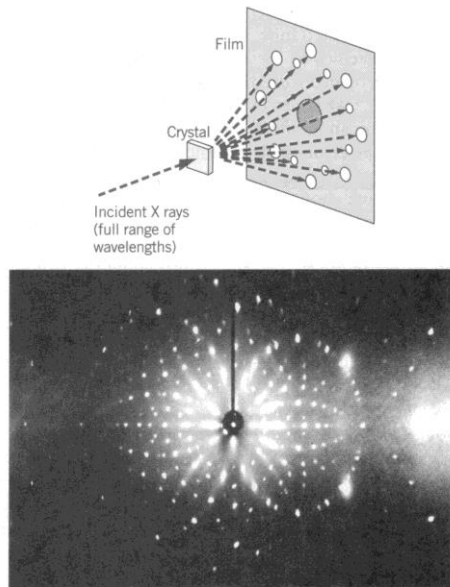 Film
Crystal
Incident X rays
(full range of
wavelengths)